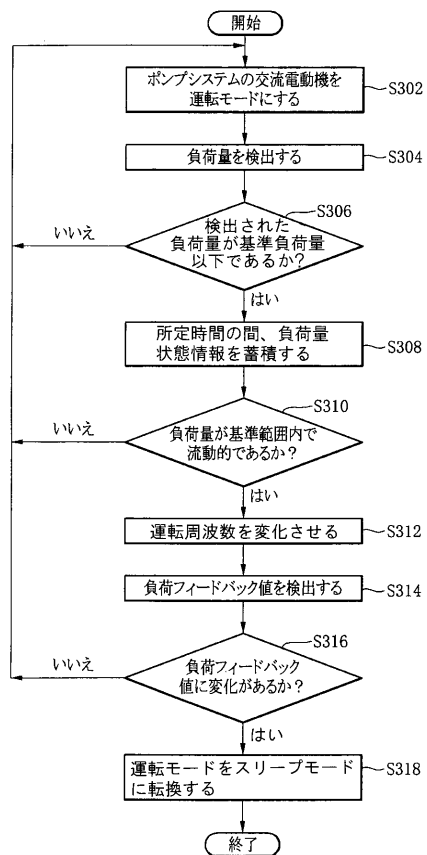 開始
ポンプシステムの交流電動機を
運転モードにする
S302
負荷量を検出する
S304
S306
検出された
負荷量が基準負荷量
以下であるか?
いいえ
はい
所定時間の間、負荷量
状態情報を蓄積する
S308
S310
負荷量が基準範囲内で
流動的であるか?
いいえ
はい
運転周波数を変化させる
S312
負荷フィードバック値を検出する
S314
S316
負荷フィードバック
値に変化があるか?
いいえ
はい
運転モードをスリープモード
に転換する
S318
終了